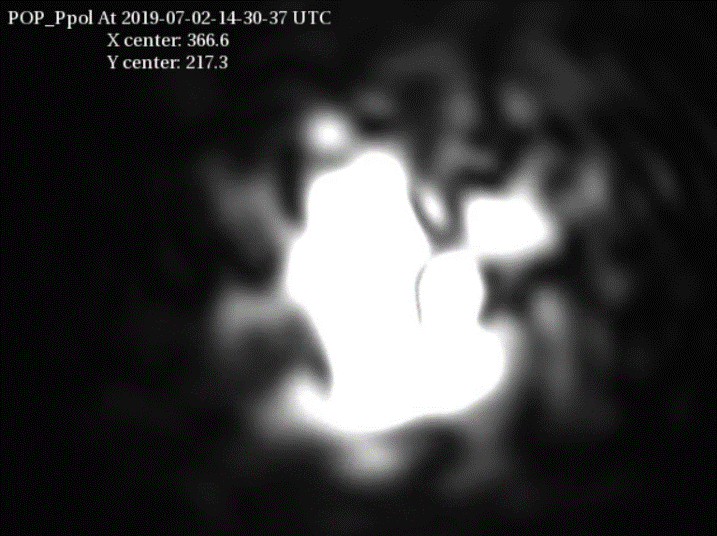 POP_Ppol At 2019-07-02-14-30-37 UTC
X center: 366.6
Y center: 217.3